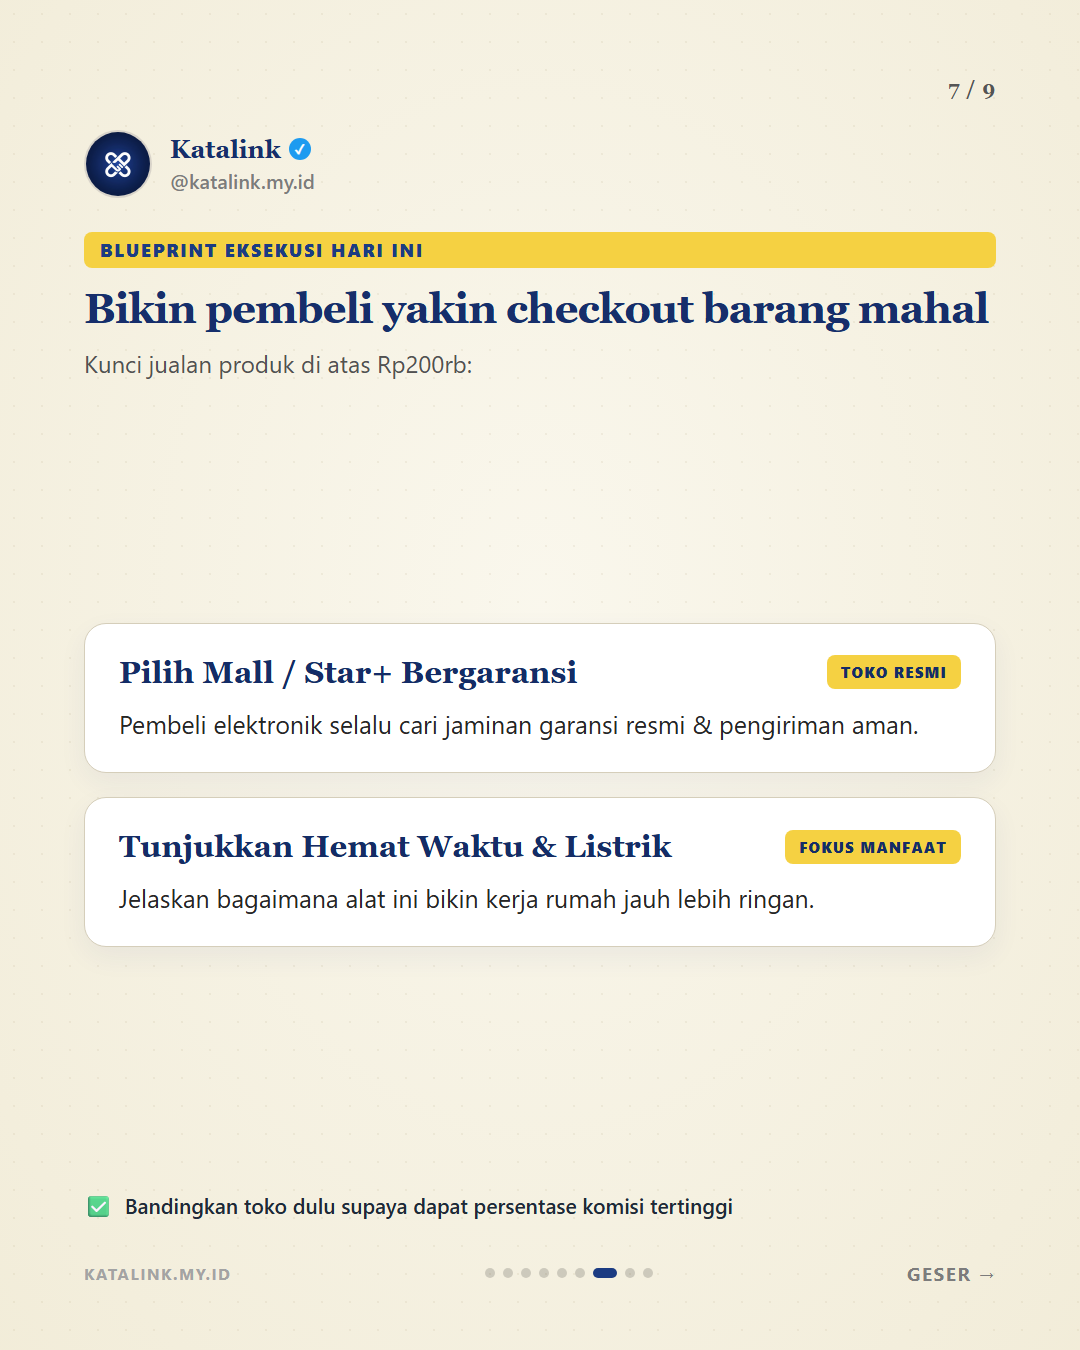 7 / 9
Katalink
@katalink.my.id
BLUEPRINT EKSEKUSI HARI INI
Bikin pembeli yakin checkout barang mahal
Kunci jualan produk di atas Rp200rb:
Pilih Mall / Star+ Bergaransi
TOKO RESMI
Pembeli elektronik selalu cari jaminan garansi resmi & pengiriman aman.
Tunjukkan Hemat Waktu & Listrik
FOKUS MANFAAT
Jelaskan bagaimana alat ini bikin kerja rumah jauh lebih ringan.
✅ Bandingkan toko dulu supaya dapat persentase komisi tertinggi
KATALINK.MY.ID
GESER →